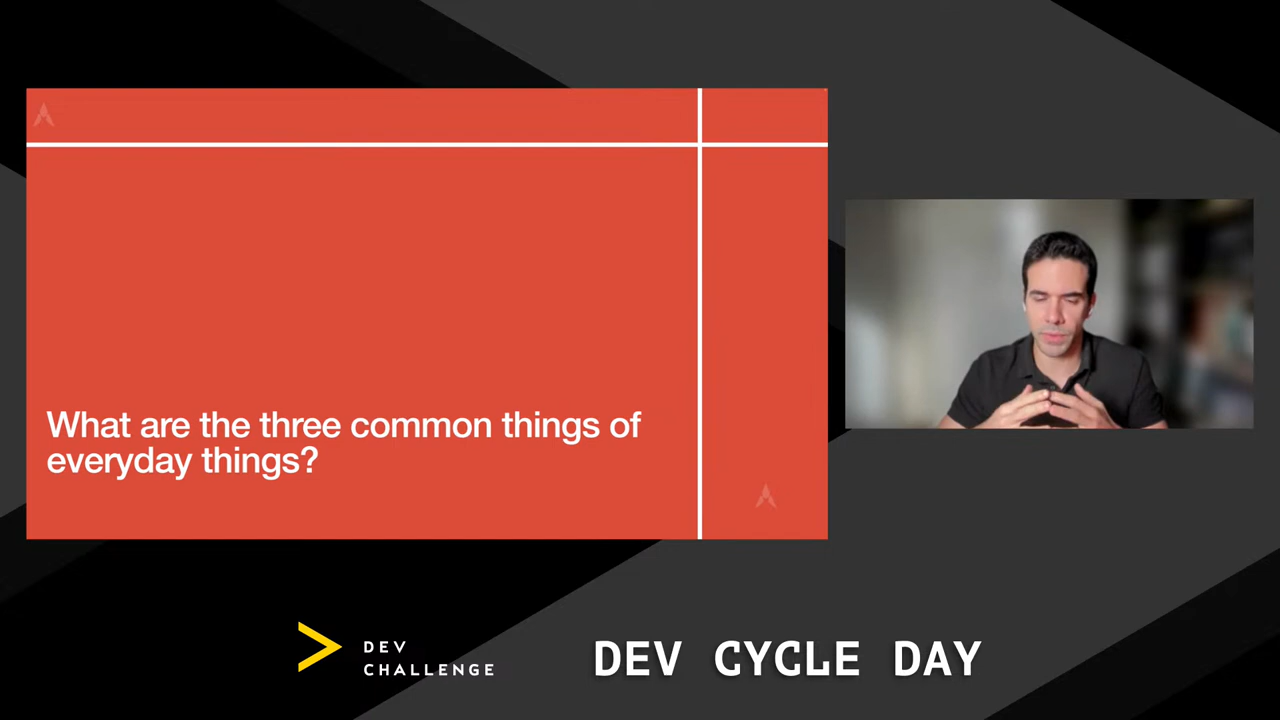 What are the three common things of
everyday things?
DEV
CHALLENGE
DEV CYCLE DAY